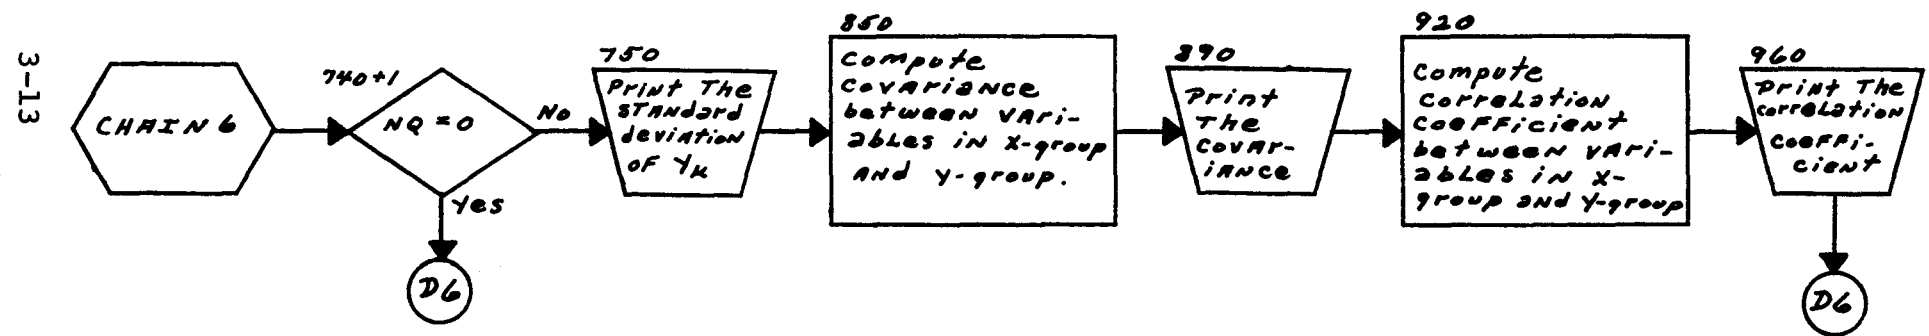 3-13
CHAIN 6
740+1
NQ = 0
No
Yes
D6
750
Print The
STANdard
deviation
OF Yk
850
Compute
Covariance
between vari-
ables in X-group
AND Y-group.
890
Print
The
Covar-
iance
920
Compute
Correlation
Coefficient
between vari-
ables in X-
group and Y-group
960
Print The
correlation
coeffi-
cient
D6